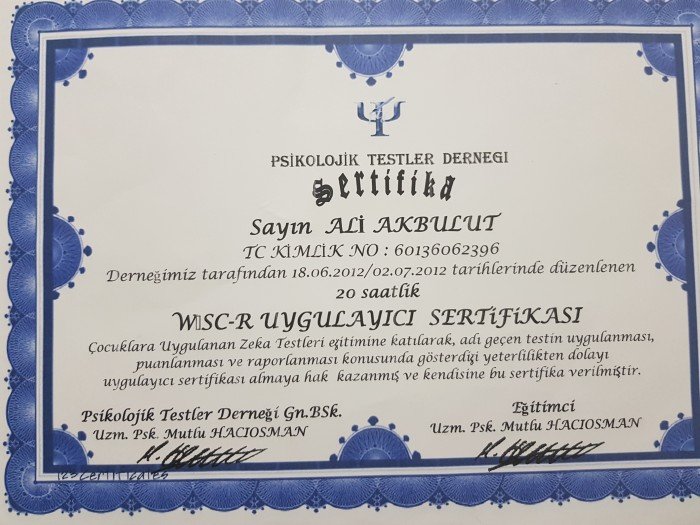 PSİKOLOJİK TESTLER DERNEGI
Sertifika
Sayın ALİ AKBULUT
TC KİMLİK NO : 60136062396
Derneğimiz tarafından 18.06.2012/02.07.2012 tarihlerinde düzenlenen
20 saatlik
W▯SC-R UYGULAYICI SERTİFİKASI
Çocuklara Uygulanan Zeka Testleri eğitimine katılarak, adı geçen testin uygulanması,
puanlanması ve raporlanması konusunda gösterdiği yeterlilikten dolayı
uygulayıcı sertifikası almaya hak kazanmış ve kendisine bu sertifika verilmiştir.
Psikolojik Testler Derneği Gn.BSk.
Uzm. Psk. Mutlu HACIOSMAN
Eğitimci
Uzm. Psk. Mutlu HACIOSMAN
123CERTIFICATES